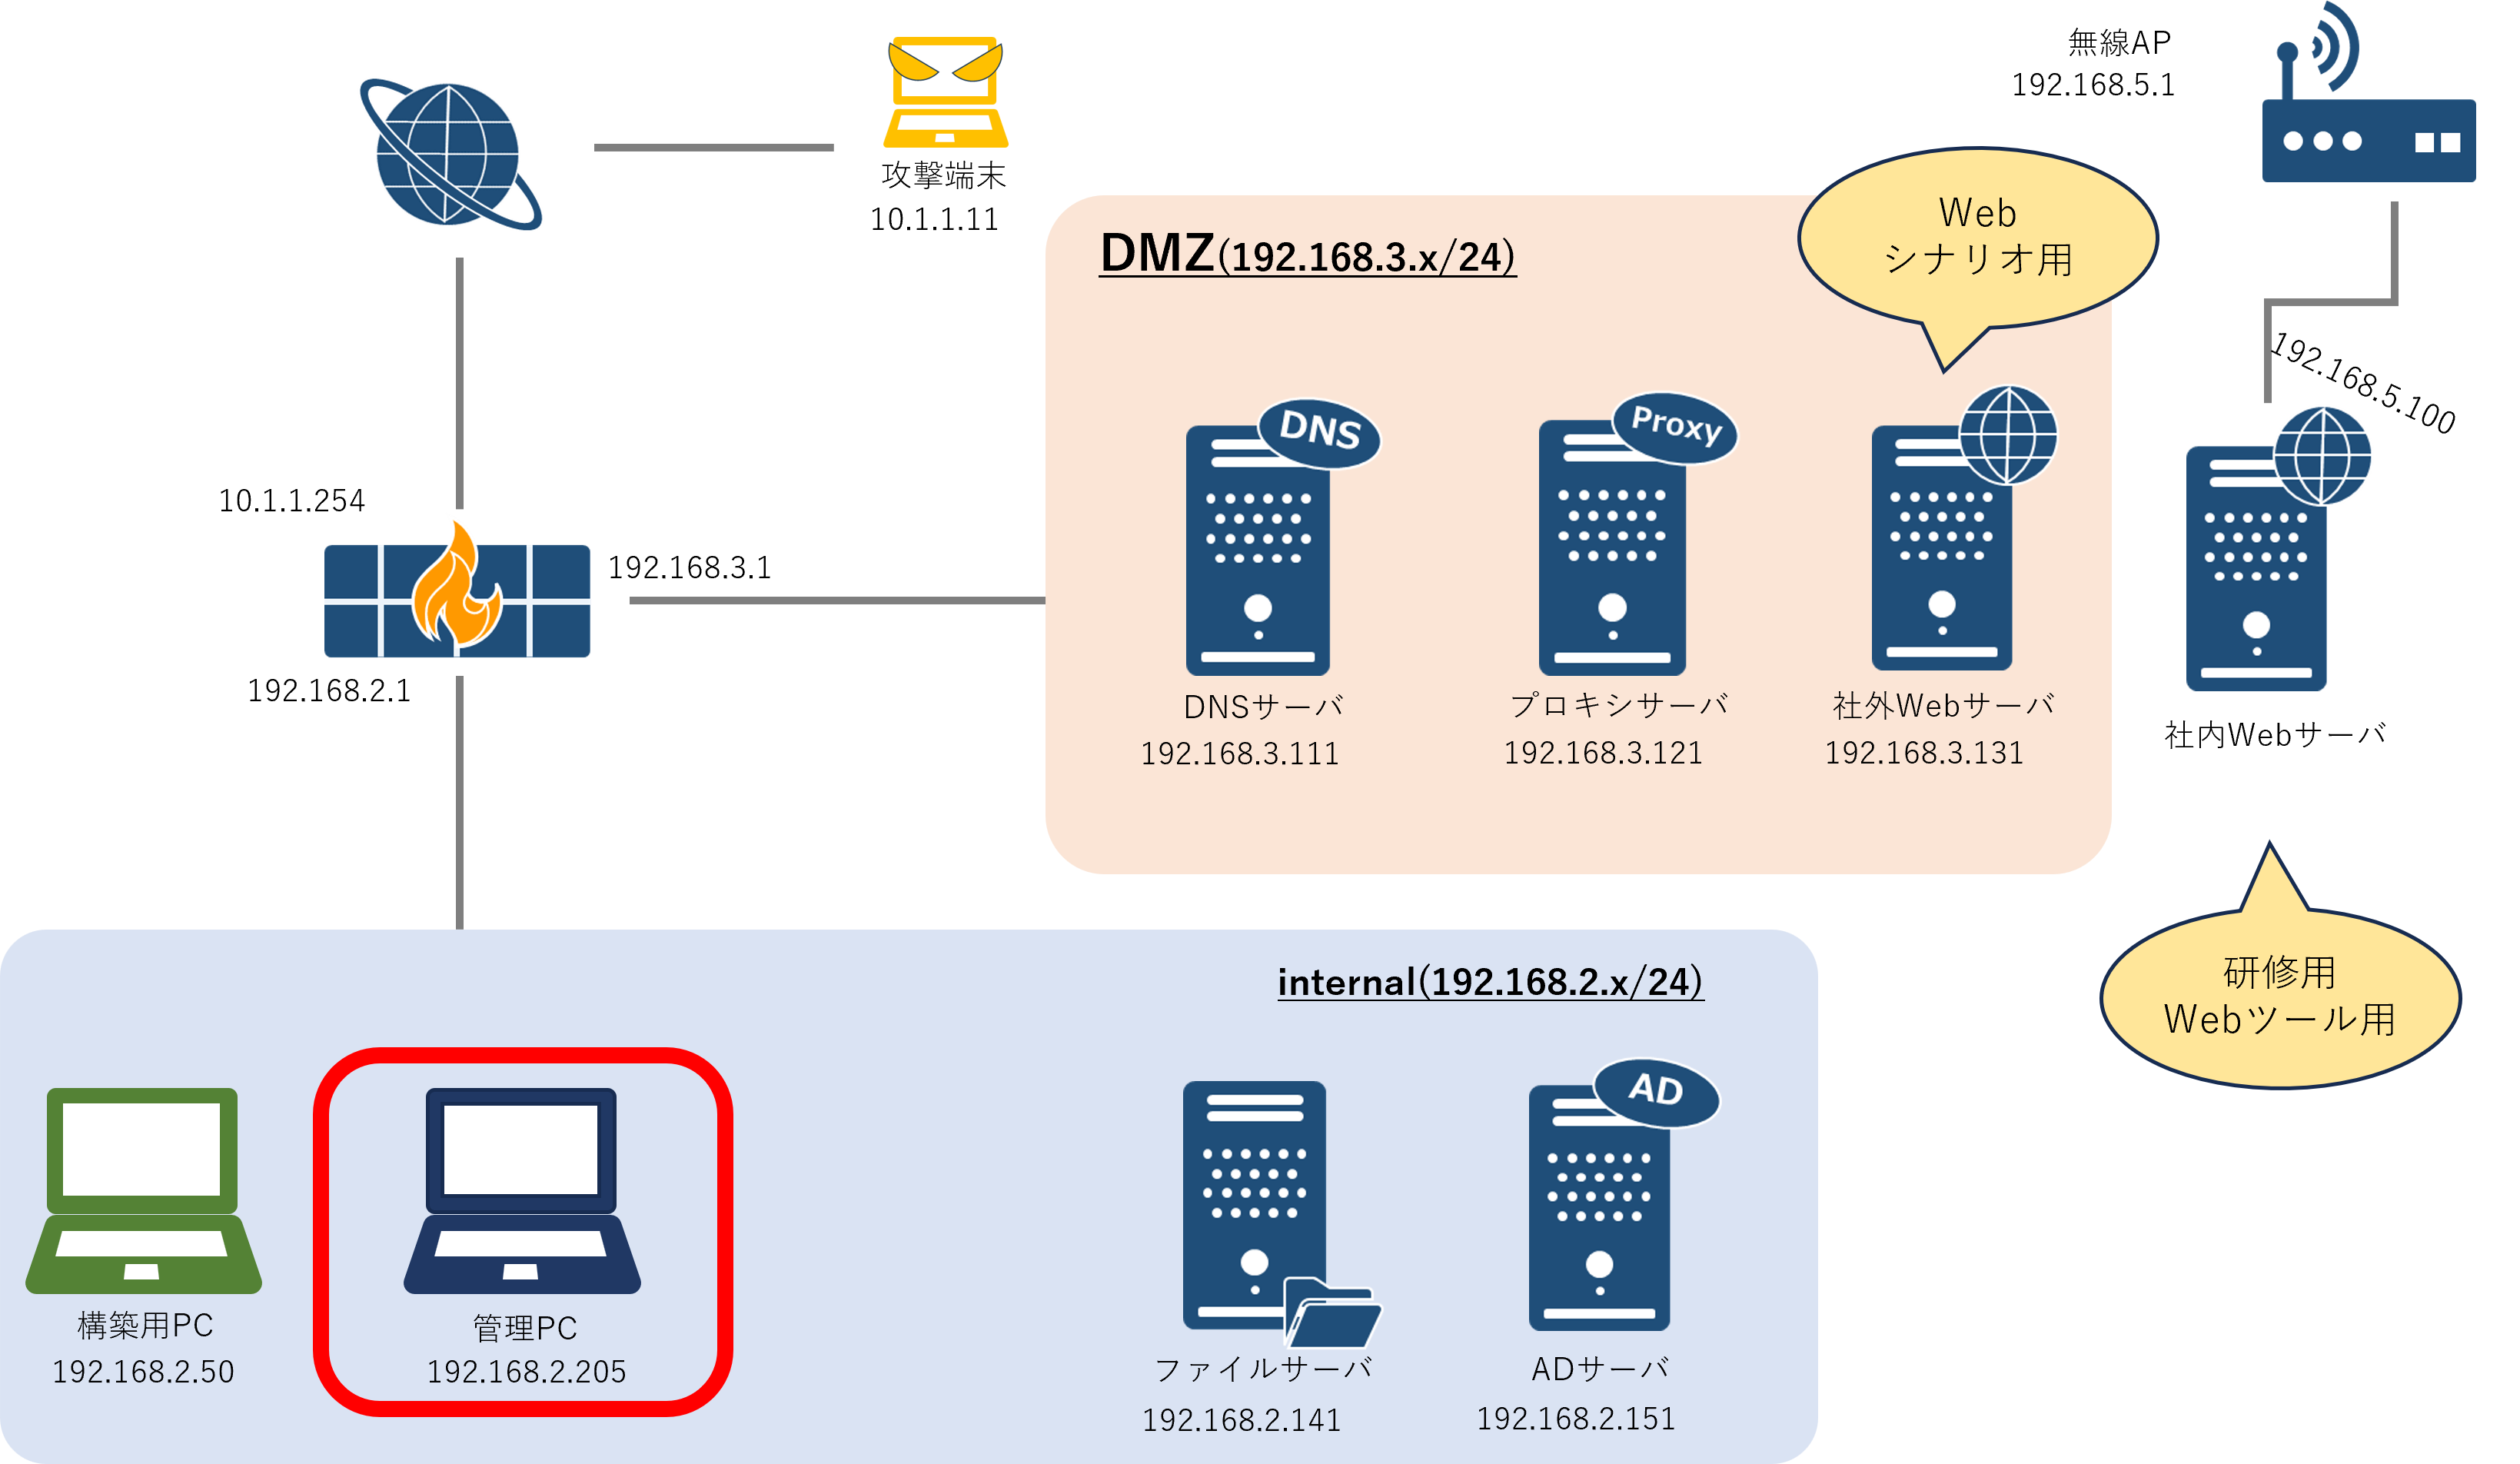 無線AP
192.168.5.1
攻撃端末
10.1.1.11
Web
シナリオ用
DMZ(192.168.3.x/24)
192.168.5.100
DNS
Proxy
10.1.1.254
192.168.3.1
192.168.2.1
DNSサーバ
192.168.3.111
プロキシサーバ
192.168.3.121
社外Webサーバ
192.168.3.131
社内Webサーバ
研修用
Webツール用
internal(192.168.2.x/24)
AD
構築用PC
192.168.2.50
管理PC
192.168.2.205
ファイルサーバ
192.168.2.141
ADサーバ
192.168.2.151